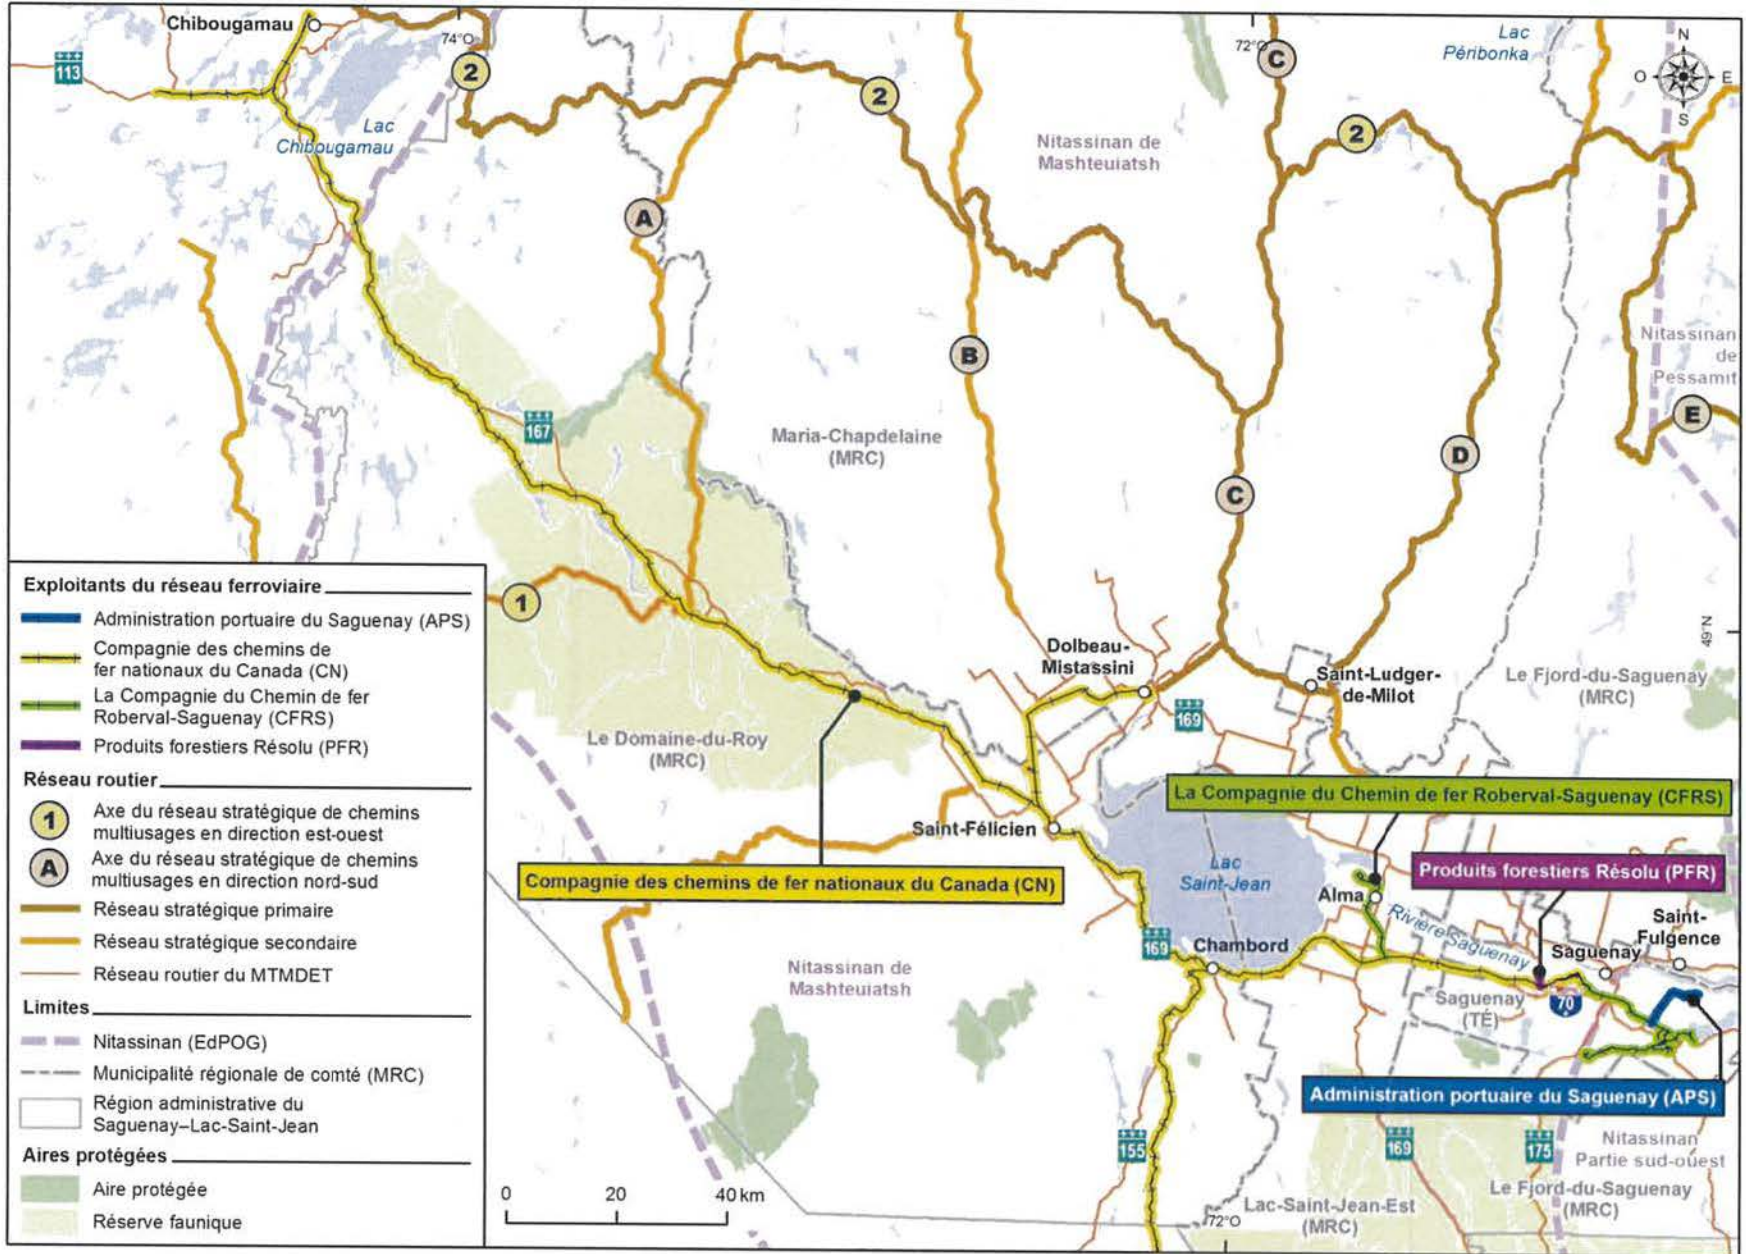 Chibougamau
74°O
72°O
Lac
Péribonka
N
O
E
S
113
2
2
C
2
Lac
Chibougamau
Nitassinan de
Mashteuiatsh
A
Nitassinan
de
Pessamit
B
E
167
Maria-Chapdelaine
(MRC)
D
C
1
49°N
Dolbeau-
Mistassini
Saint-Ludger-
de-Milot
Le Fjord-du-Saguenay
(MRC)
169
Le Domaine-du-Roy
(MRC)
La Compagnie du Chemin de fer Roberval-Saguenay (CFRS)
Saint-Félicien
Lac
Saint-Jean
Produits forestiers Résolu (PFR)
Compagnie des chemins de fer nationaux du Canada (CN)
Alma
Rivière Saguenay
Saint-
Fulgence
169
Chambord
Saguenay
Nitassinan de
Mashteuiatsh
Saguenay
(TÉ)
70
Administration portuaire du Saguenay (APS)
155
169
175
Nitassinan
Partie sud-ouest
Le Fjord-du-Saguenay
(MRC)
Lac-Saint-Jean-Est
(MRC)
72°O
0 20 40 km
Exploitants du réseau ferroviaire
Administration portuaire du Saguenay (APS)
Compagnie des chemins de
fer nationaux du Canada (CN)
La Compagnie du Chemin de fer
Roberval-Saguenay (CFRS)
Produits forestiers Résolu (PFR)
Réseau routier
1
Axe du réseau stratégique de chemins
multiusages en direction est-ouest
A
Axe du réseau stratégique de chemins
multiusages en direction nord-sud
Réseau stratégique primaire
Réseau stratégique secondaire
Réseau routier du MTMDET
Limites
Nitassinan (EdPOG)
Municipalité régionale de comté (MRC)
Région administrative du
Saguenay–Lac-Saint-Jean
Aires protégées
Aire protégée
Réserve faunique